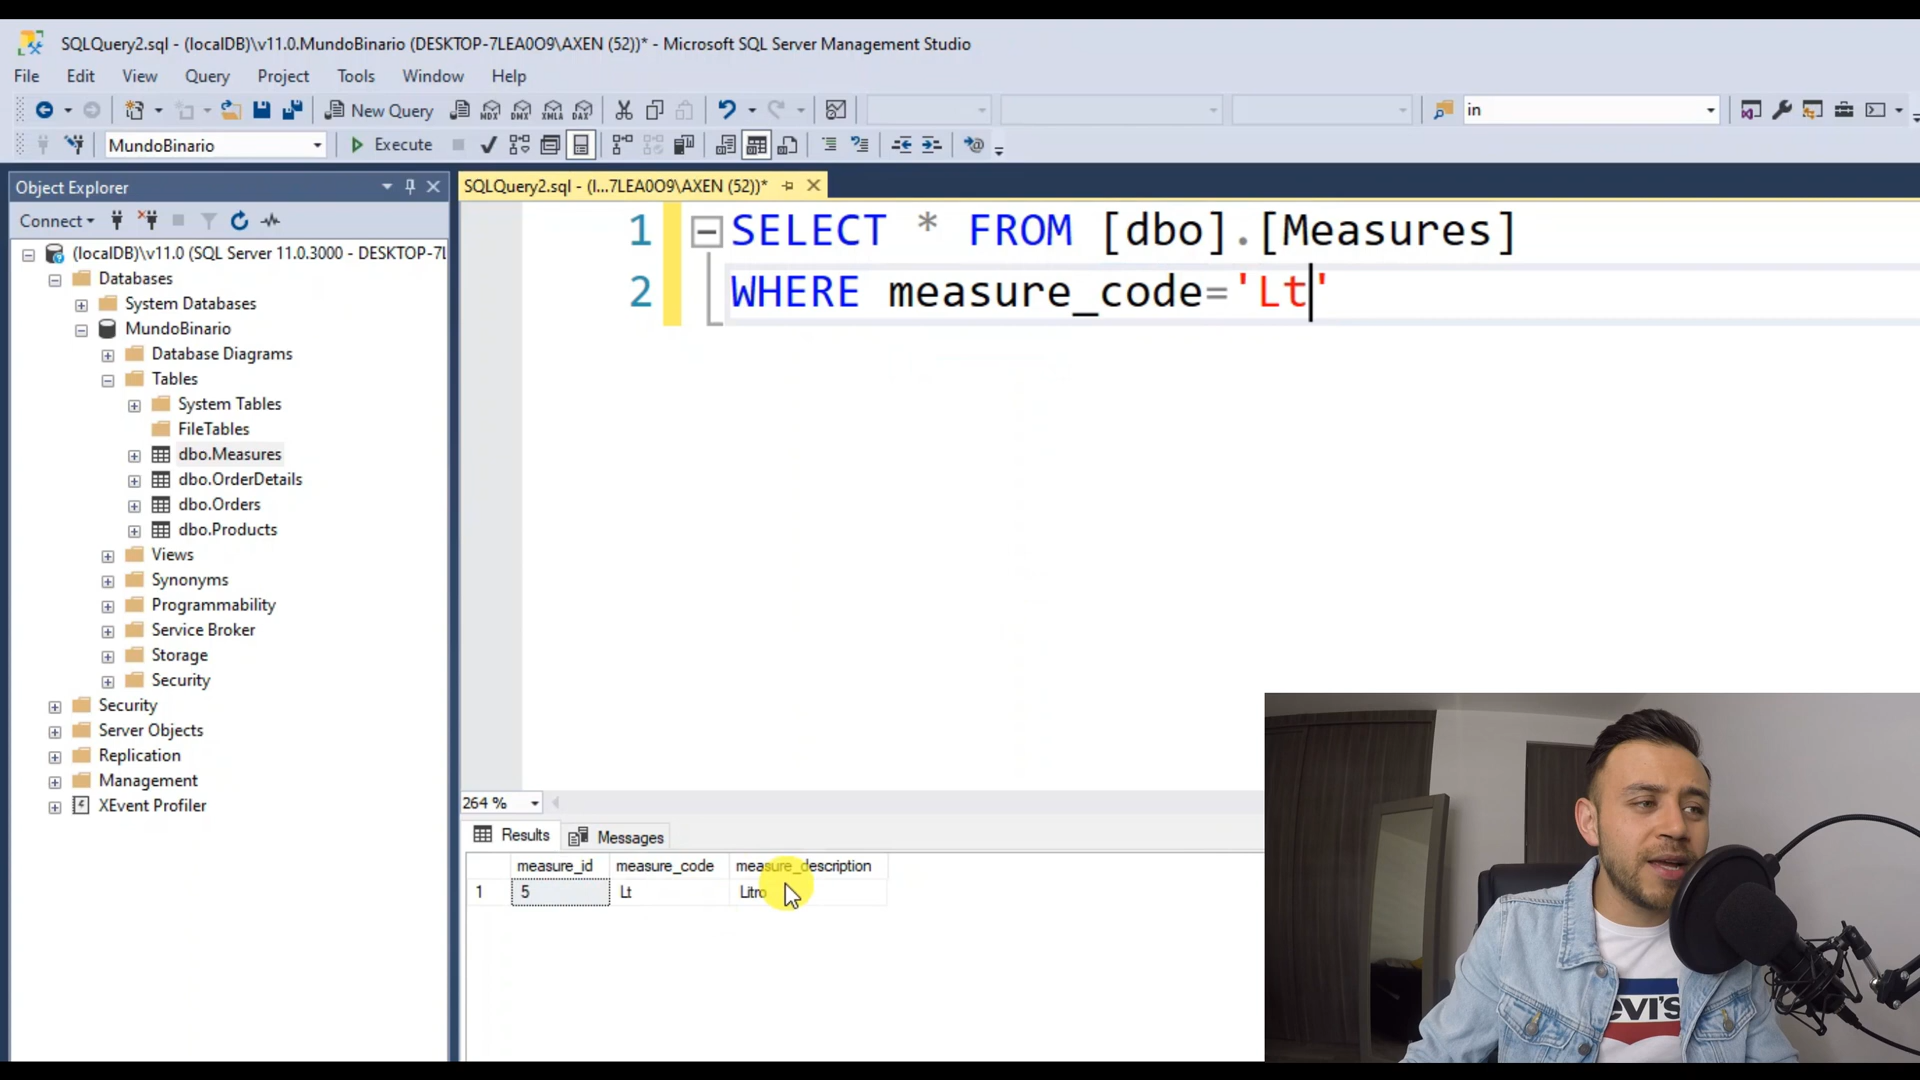 SQLQuery2.sql - (localDB)\v11.0.MundoBinario (DESKTOP-7LEA0O9\AXEN (52))* - Microsoft SQL Server Management Studio
File Edit View Query Project Tools Window Help
New Query
MDX DMX XMLA DAX
in
MundoBinario
Execute
Object Explorer
SQLQuery2.sql - (l...7LEA0O9\AXEN (52))*
Connect
(localDB)\v11.0 (SQL Server 11.0.3000 - DESKTOP-7L
Databases
System Databases
MundoBinario
Database Diagrams
Tables
System Tables
FileTables
dbo.Measures
dbo.OrderDetails
dbo.Orders
dbo.Products
Views
Synonyms
Programmability
Service Broker
Storage
Security
Security
Server Objects
Replication
Management
XEvent Profiler
1 SELECT * FROM [dbo].[Measures]
2 WHERE measure_code='Lt'
264 %
Results Messages
measure_id measure_code measure_description
1 5 Lt Litro
evi's